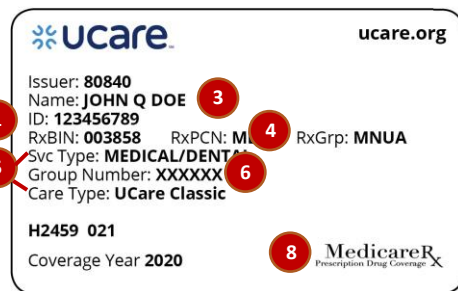 ucare
ucare.org
Issuer: 80840
Name: JOHN Q DOE
3
ID: 123456789
RxBIN: 003858 RxPCN: 4 RxGrp: MNUA
Svc Type: MEDICAL/DENTAL
Group Number: XXXXXX 6
Care Type: UCare Classic
H2459 021
Coverage Year 2020
8
MedicareRx
Prescription Drug Coverage